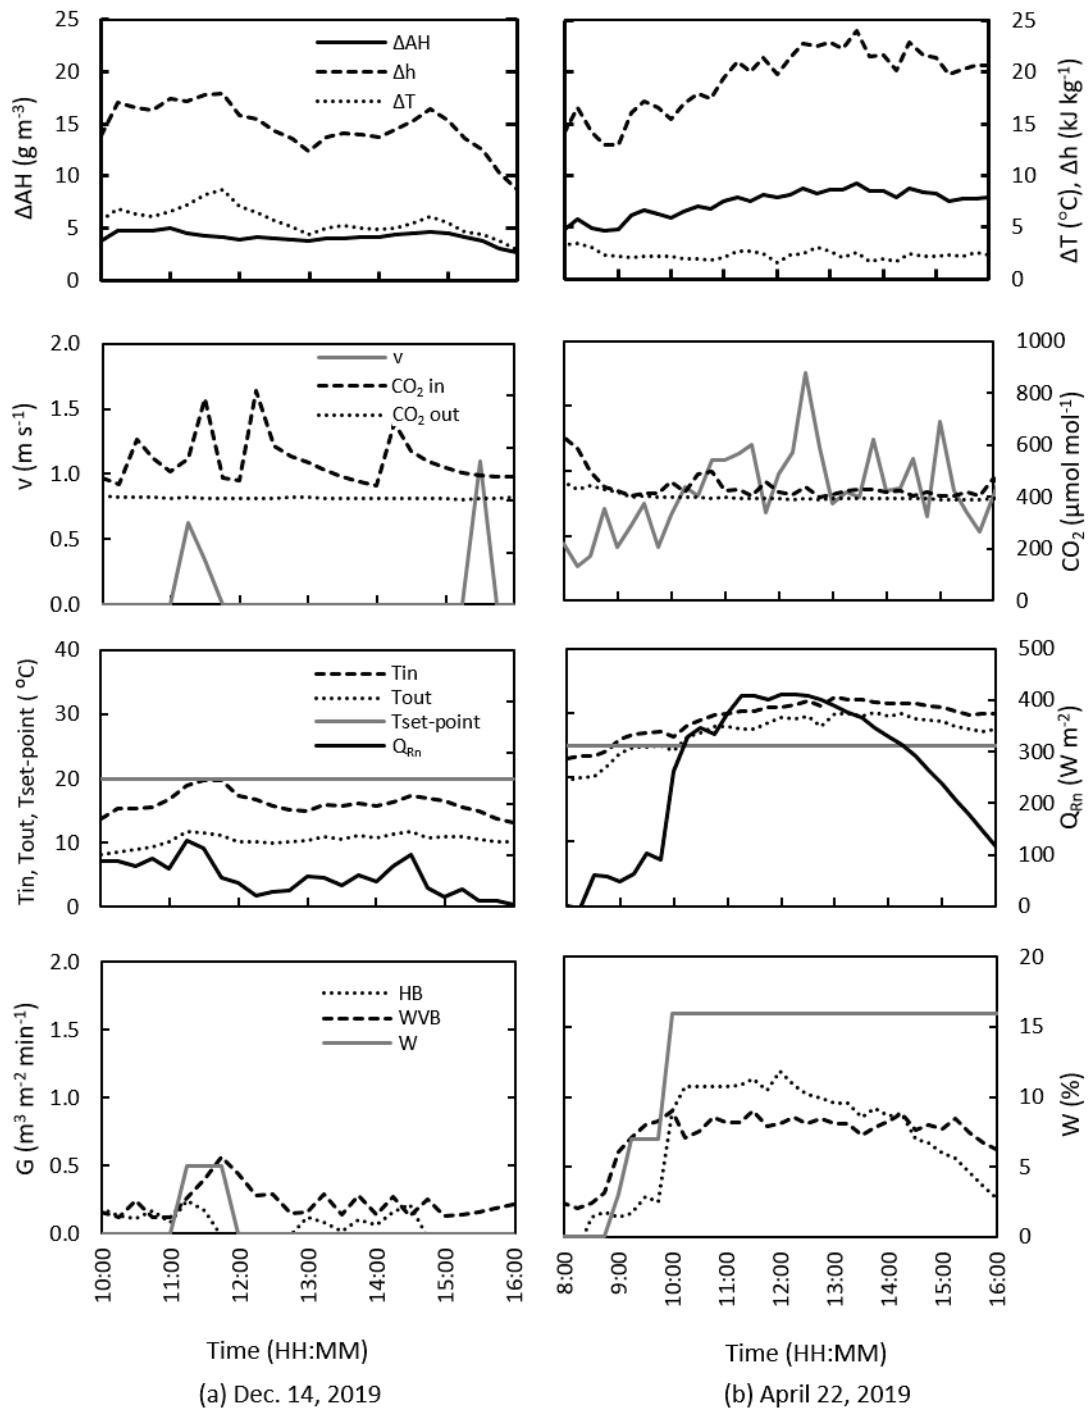 25
20
15
10
5
0
ΔAH (g m⁻³)
ΔAH
Δh
ΔT
25
20
15
10
5
0
ΔT (°C), Δh (kJ kg⁻¹)
2.0
1.5
1.0
0.5
0.0
v (m s⁻¹)
v
CO₂ in
CO₂ out
1000
800
600
400
200
0
CO₂ (μmol mol⁻¹)
40
30
20
10
0
Tin, Tout, Tset-point ( °C)
Tin
Tout
Tset-point
Q_Rn
500
400
300
200
100
0
Q_Rn (W m⁻²)
2.0
1.5
1.0
0.5
0.0
G (m³ m⁻² min⁻¹)
HB
WVB
W
20
15
10
5
0
W (%)
10:00
11:00
12:00
13:00
14:00
15:00
16:00
8:00
9:00
10:00
11:00
12:00
13:00
14:00
15:00
16:00
Time (HH:MM)
Time (HH:MM)
(a) Dec. 14, 2019
(b) April 22, 2019